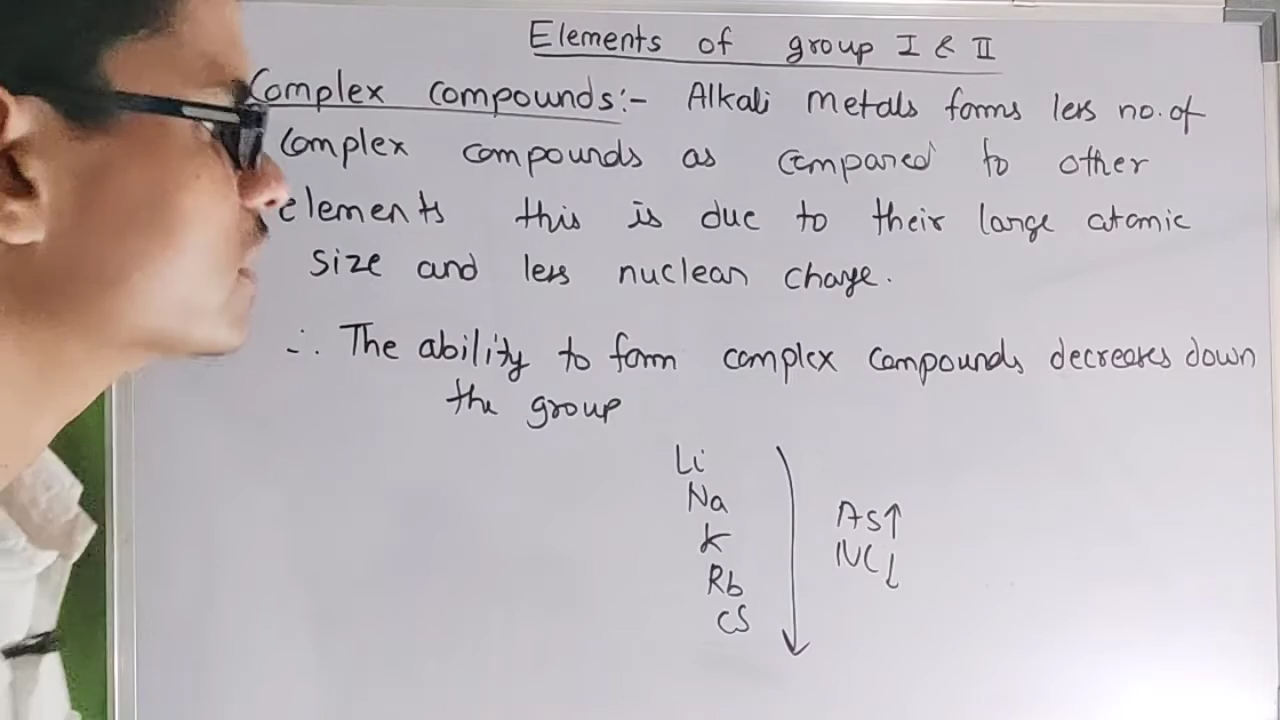 Elements of group I & II
Complex compounds:- Alkali metals forms less no. of
complex compounds as compared to other
elements this is due to their large atomic
size and less nuclear charge.
∴ The ability to form complex compounds decreases down
the group
Li
Na
K
Rb
CS
AS↑
NC↓